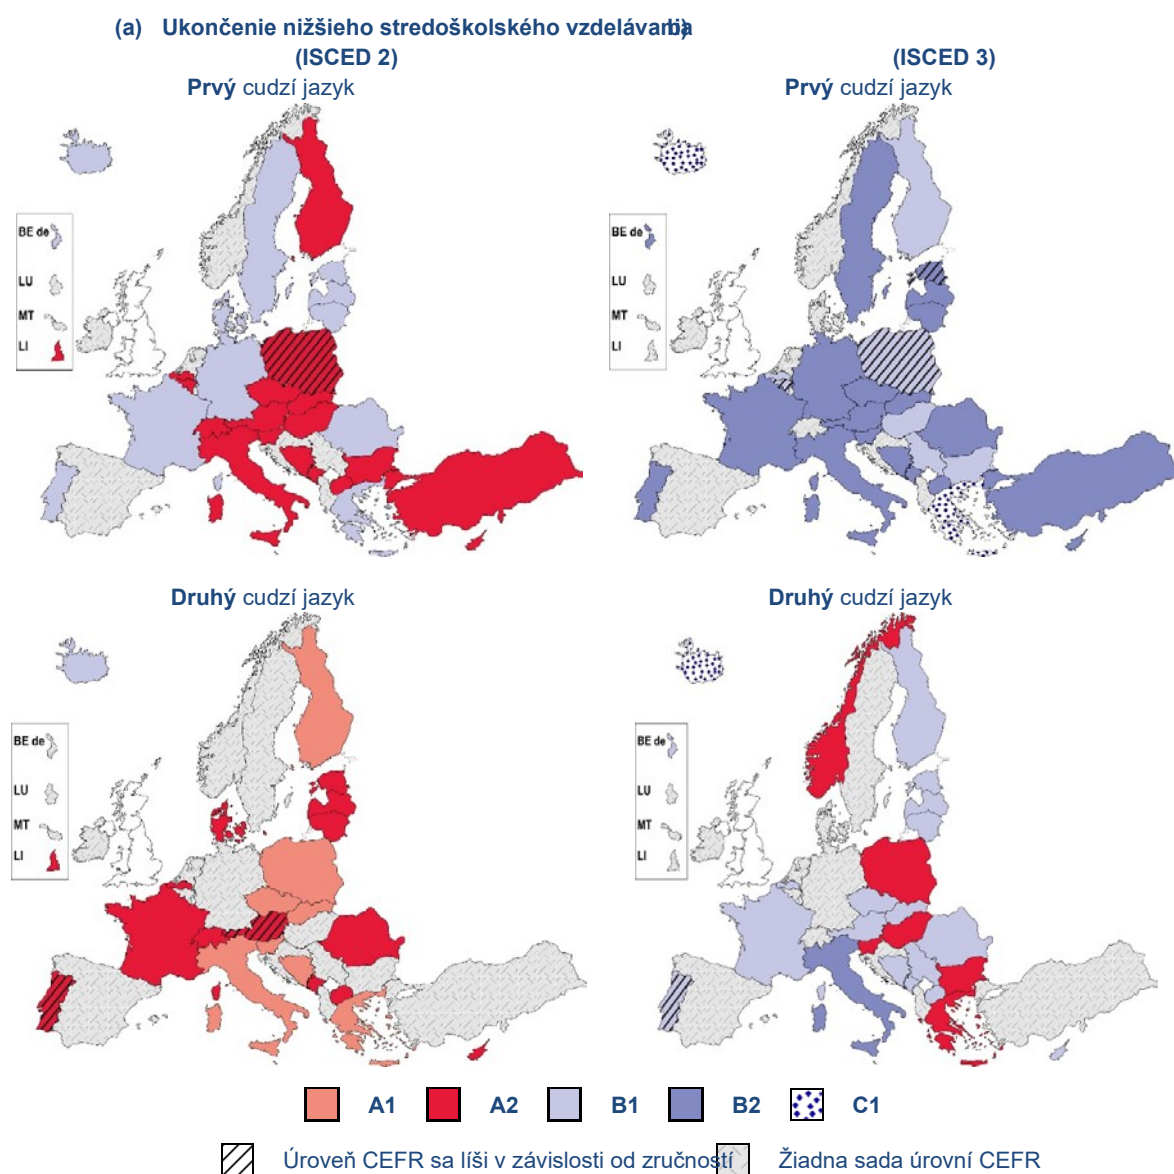 (a) Ukončenie nižšieho stredoškolského vzdelávania b)
(ISCED 2)
(ISCED 3)
Prvý cudzí jazyk
Prvý cudzí jazyk
BE de
LU
MT
LI
BE de
LU
MT
LI
Druhý cudzí jazyk
Druhý cudzí jazyk
BE de
LU
MT
LI
BE de
LU
MT
LI
A1 A2 B1 B2 C1
Úroveň CEFR sa líši v závislosti od zručností Žiadna sada úrovní CEFR